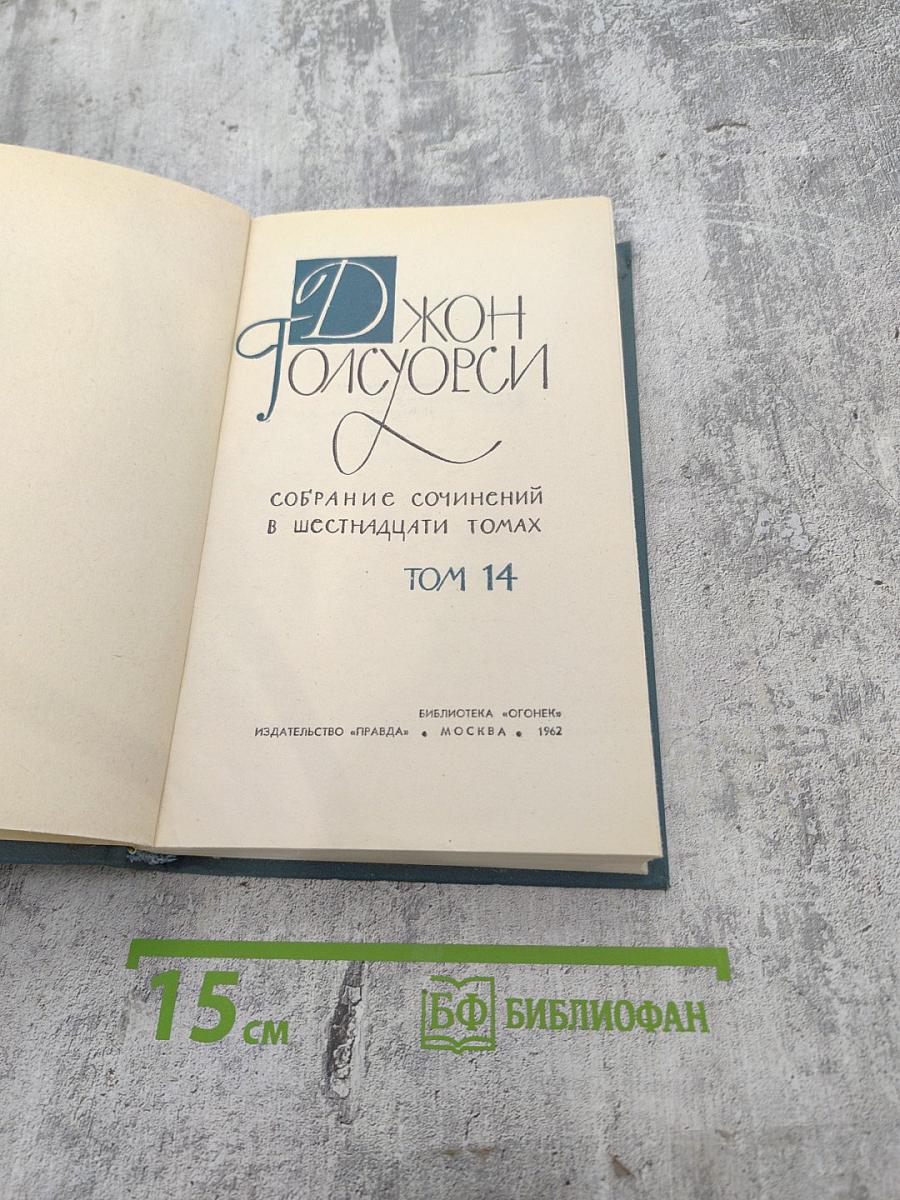 Джон
Голсуорси
СОБРАНИЕ СОЧИНЕНИЙ
В ШЕСТНАДЦАТИ ТОМАХ
ТОМ 14
БИБЛИОТЕКА «ОГОНЕК»
ИЗДАТЕЛЬСТВО «ПРАВДА» • МОСКВА • 1962
15 см
БФ БИБЛИОФАН